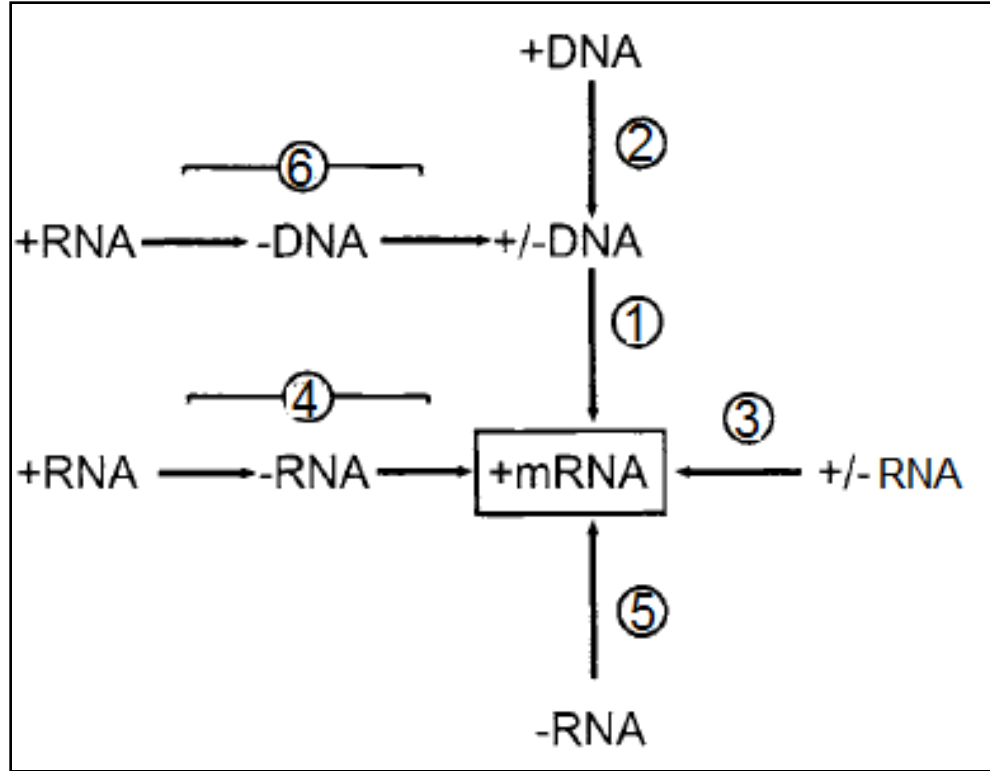 +DNA
②
⑥
+RNA -DNA +/-DNA
①
④
③
+RNA -RNA +mRNA +/-RNA
⑤
-RNA